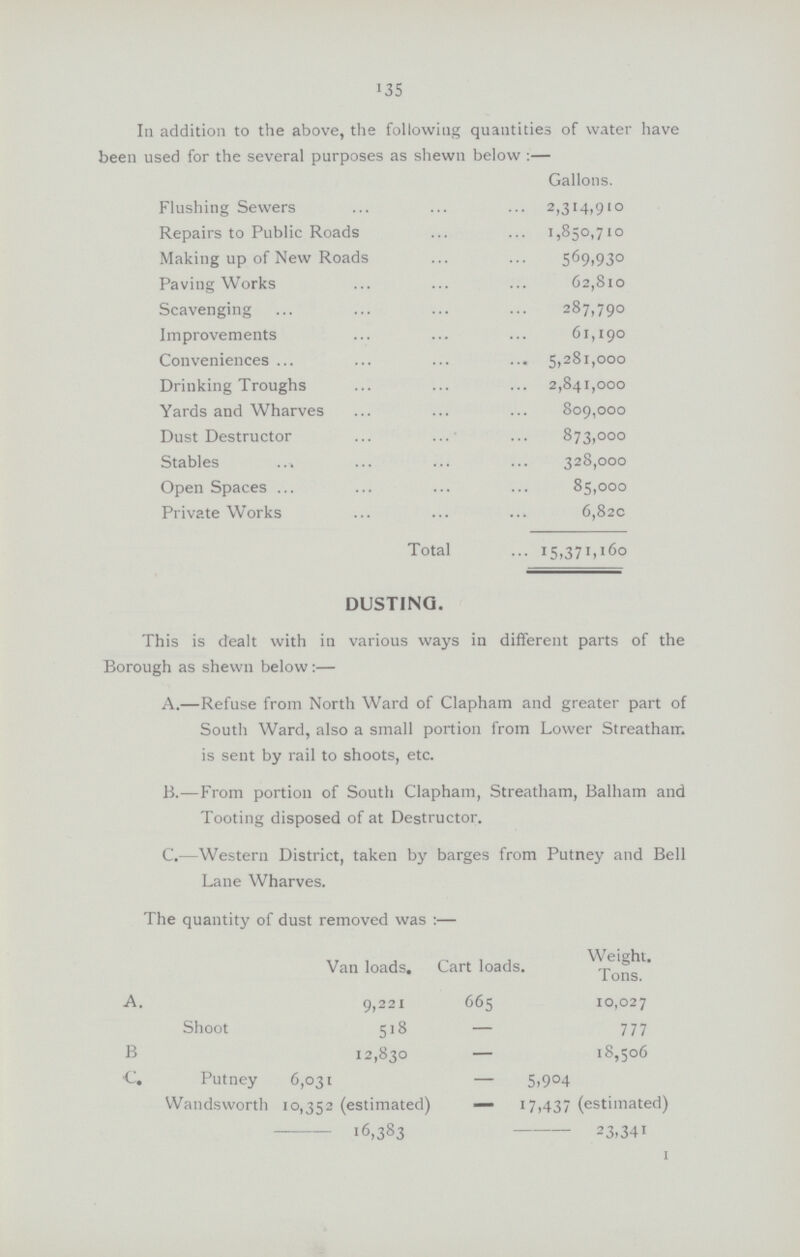 135
In addition to the above, the following quantities of water have
been used for the several purposes as shewn below :—
Gallons.
Flushing Sewers ... ... ... 2,314,910
Repairs to Public Roads ... ... 1,850,710
Making up of New Roads ... ... 569,930
Paving Works ... ... ... 62,810
Scavenging ... ... ... ... 287,790
Improvements ... ... ... 61,190
Conveniences ... ... ... ... 5,281,000
Drinking Troughs ... ... ... 2,841,000
Yards and Wharves ... ... ... 809,000
Dust Destructor ... ... ... 873,000
Stables ... ... ... ... 328,000
Open Spaces ... ... ... ... 85,000
Private Works ... ... ... 6,820
Total ... 15,371,160
DUSTING.
This is dealt with in various ways in different parts of the
Borough as shewn below:—
A.—Refuse from North Ward of Clapham and greater part of
South Ward, also a small portion from Lower Streatham
is sent by rail to shoots, etc.
B.—From portion of South Clapham, Streatham, Balham and
Tooting disposed of at Destructor.
C.—Western District, taken by barges from Putney and Bell
Lane Wharves.
The quantity of dust removed was :—
Van loads. Cart loads. Weight.
Tons.
A. 9,221 665 10,027
Shoot 518 — 777
B 12,830 — 18,506
C. Putney 6,031 — 5,904
Wandsworth 10,352 (estimated) — 17,437 (estimated)
——— 16,383 ——— 23,341
I